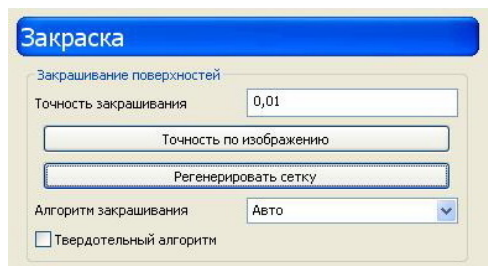 Закраска
Закрашивание поверхностей
Точность закрашивания 0,01
Точность по изображению
Регенерировать сетку
Алгоритм закрашивания Авто
Твердотельный алгоритм